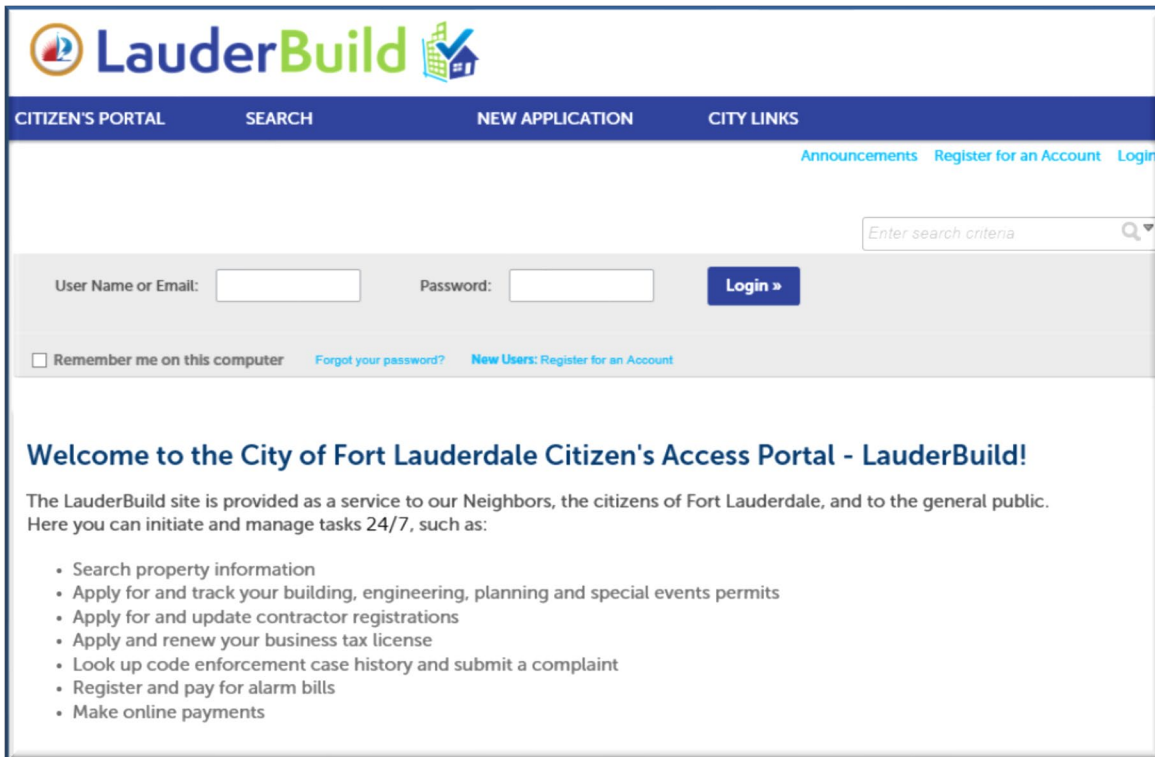 LauderBuild
CITIZEN'S PORTAL SEARCH NEW APPLICATION CITY LINKS
Announcements Register for an Account Login
Enter search criteria
User Name or Email: Password: Login »
Remember me on this computer Forgot your password? New Users: Register for an Account
Welcome to the City of Fort Lauderdale Citizen's Access Portal - LauderBuild!
The LauderBuild site is provided as a service to our Neighbors, the citizens of Fort Lauderdale, and to the general public.
Here you can initiate and manage tasks 24/7, such as:
• Search property information
• Apply for and track your building, engineering, planning and special events permits
• Apply for and update contractor registrations
• Apply and renew your business tax license
• Look up code enforcement case history and submit a complaint
• Register and pay for alarm bills
• Make online payments